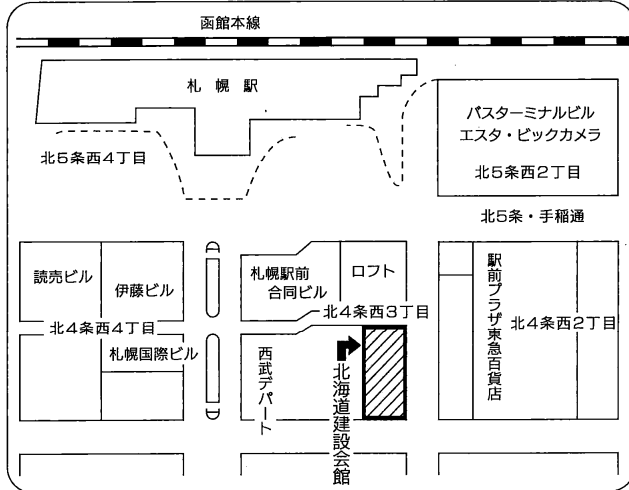 函館本線
札幌駅
バスターミナルビル
エスタ・ビックカメラ
北5条西2丁目
北5条西4丁目
北5条・手稲通
読売ビル
伊藤ビル
札幌駅前
合同ビル
ロフト
北4条西3丁目
北4条西4丁目
札幌国際ビル
西武デパート
北海道建設会館
駅前プラザ東急百貨店
北4条西2丁目